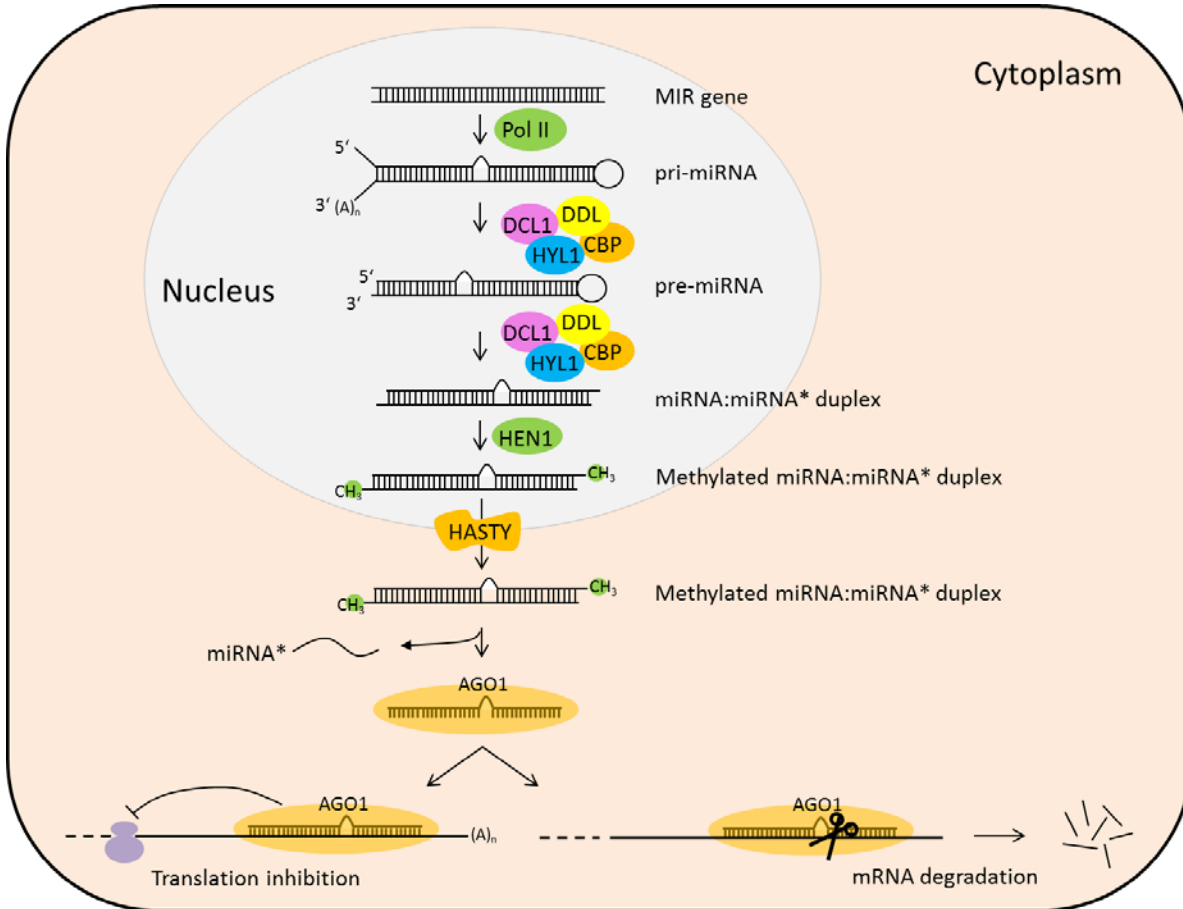 Cytoplasm
MIR gene
Pol II
5‘
pri-miRNA
3‘ (A)n
DCL1
DDL
HYL1
CBP
Nucleus
5‘
3‘
pre-miRNA
DCL1
DDL
HYL1
CBP
miRNA:miRNA* duplex
HEN1
CH3
Methylated miRNA:miRNA* duplex
CH3
HASTY
CH3
Methylated miRNA:miRNA* duplex
CH3
miRNA*
AGO1
AGO1
(A)n
Translation inhibition
AGO1
mRNA degradation